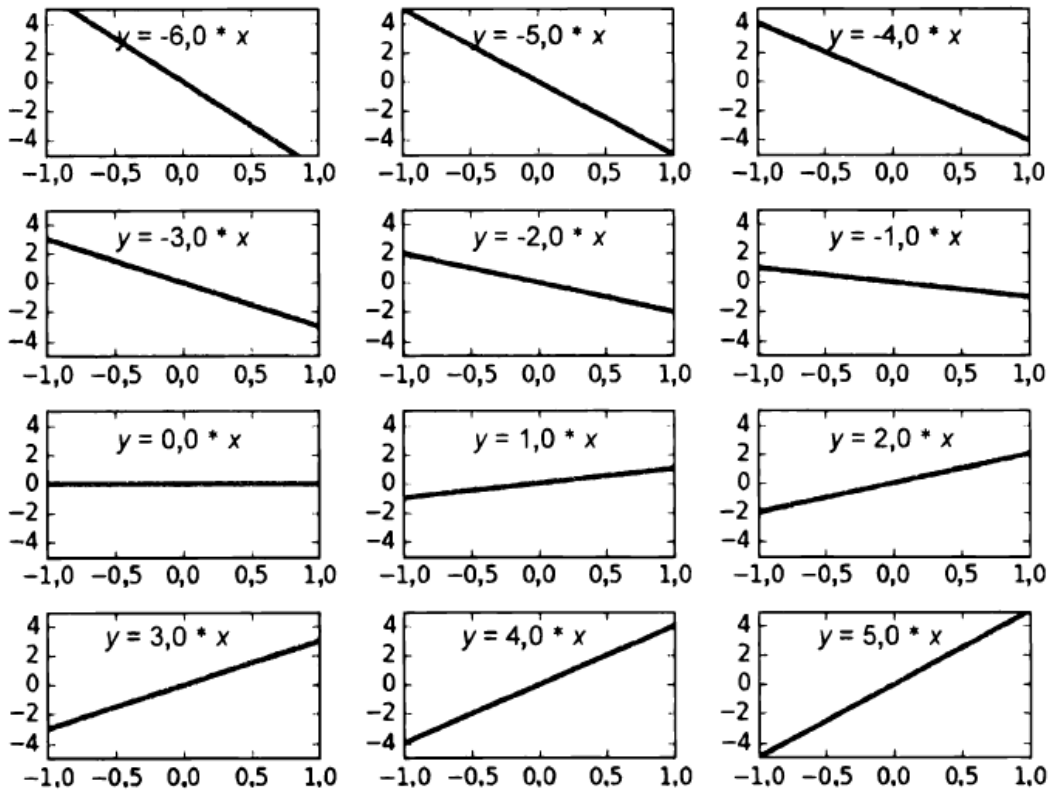 4
2
0
−2
−4
y = -6,0 * x
−1,0 −0,5 0,0 0,5 1,0
4
2
0
−2
−4
y = -5,0 * x
−1,0 −0,5 0,0 0,5 1,0
4
2
0
−2
−4
y = -4,0 * x
−1,0 −0,5 0,0 0,5 1,0
4
2
0
−2
−4
y = -3,0 * x
−1,0 −0,5 0,0 0,5 1,0
4
2
0
−2
−4
y = -2,0 * x
−1,0 −0,5 0,0 0,5 1,0
4
2
0
−2
−4
y = -1,0 * x
−1,0 −0,5 0,0 0,5 1,0
4
2
0
−2
−4
y = 0,0 * x
−1,0 −0,5 0,0 0,5 1,0
4
2
0
−2
−4
y = 1,0 * x
−1,0 −0,5 0,0 0,5 1,0
4
2
0
−2
−4
y = 2,0 * x
−1,0 −0,5 0,0 0,5 1,0
4
2
0
−2
−4
y = 3,0 * x
−1,0 −0,5 0,0 0,5 1,0
4
2
0
−2
−4
y = 4,0 * x
−1,0 −0,5 0,0 0,5 1,0
4
2
0
−2
−4
y = 5,0 * x
−1,0 −0,5 0,0 0,5 1,0